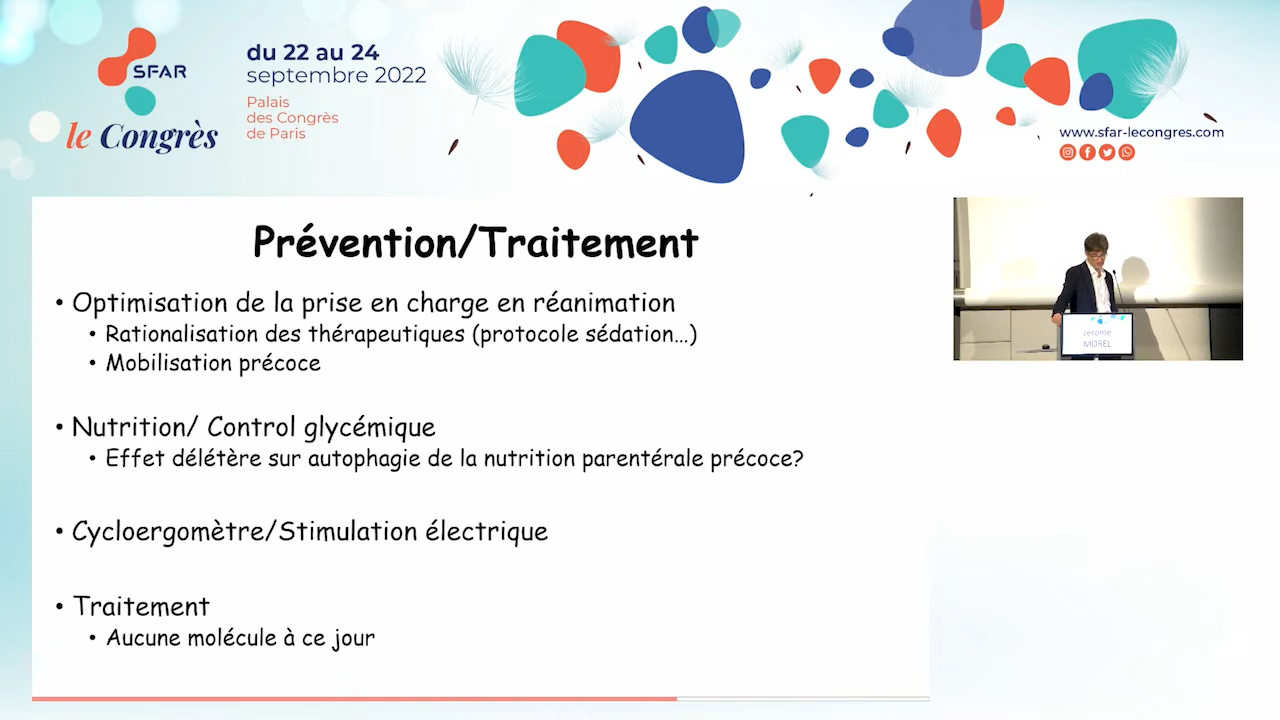 SFAR
le Congrès
du 22 au 24
septembre 2022
Palais
des Congrès
de Paris
www.sfar-lecongres.com
Prévention/Traitement
• Optimisation de la prise en charge en réanimation
• Rationalisation des thérapeutiques (protocole sédation…)
• Mobilisation précoce
• Nutrition/ Control glycémique
• Effet délétère sur autophagie de la nutrition parentérale précoce?
• Cycloergomètre/Stimulation électrique
• Traitement
• Aucune molécule à ce jour
Jérôme
MOREL